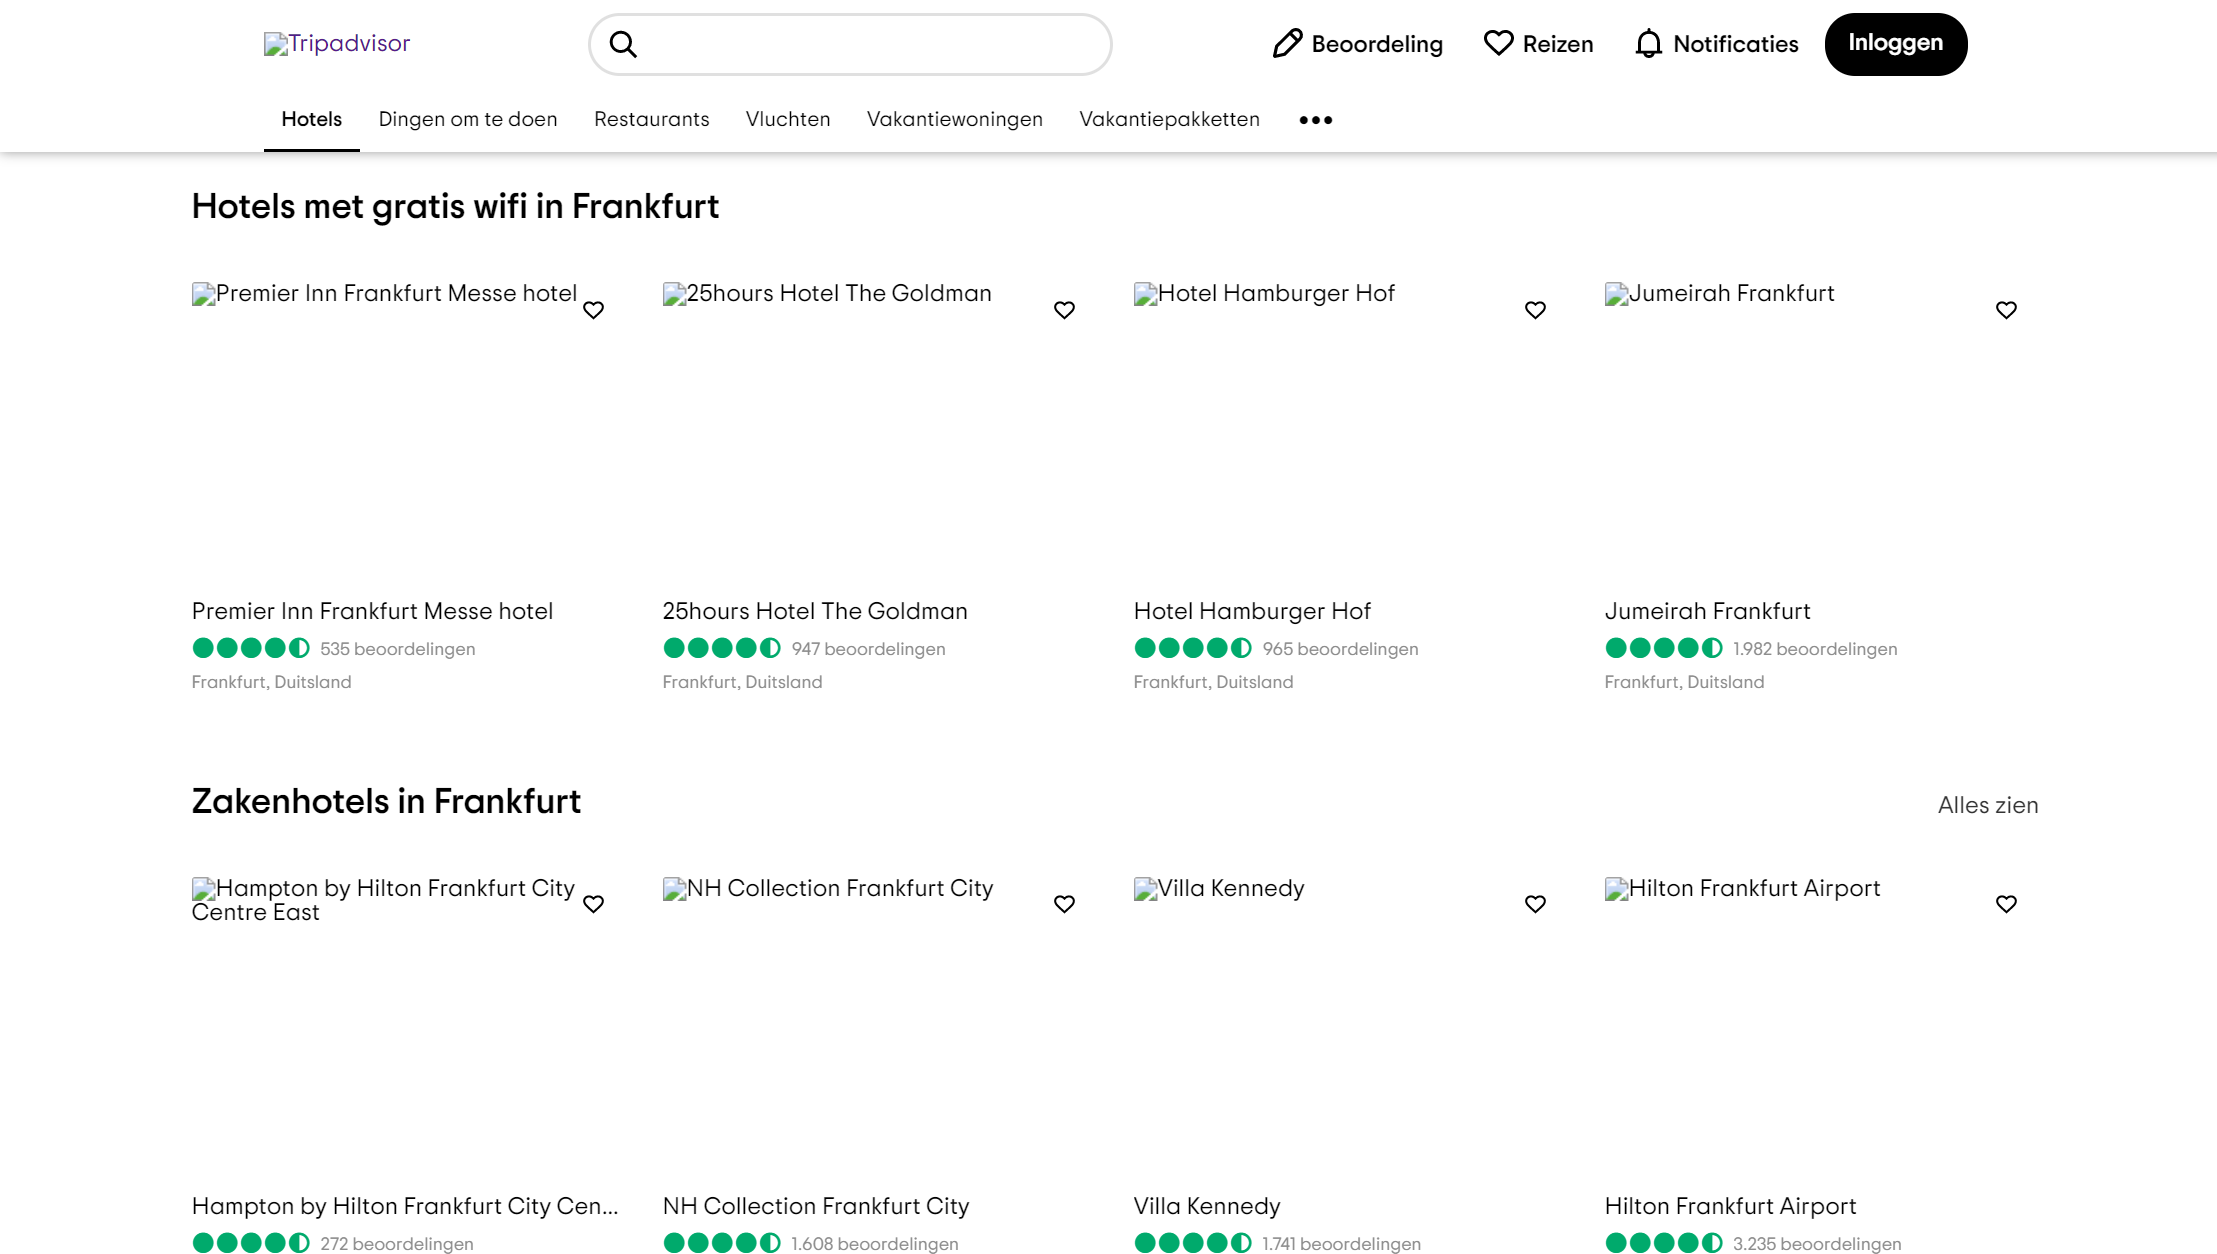 Tripadvisor
Beoordeling
Reizen
Notificaties
Inloggen
Hotels
Dingen om te doen
Restaurants
Vluchten
Vakantiewoningen
Vakantiepakketten
Hotels met gratis wifi in Frankfurt
Premier Inn Frankfurt Messe hotel
25hours Hotel The Goldman
Hotel Hamburger Hof
Jumeirah Frankfurt
Premier Inn Frankfurt Messe hotel
535 beoordelingen
Frankfurt, Duitsland
25hours Hotel The Goldman
947 beoordelingen
Frankfurt, Duitsland
Hotel Hamburger Hof
965 beoordelingen
Frankfurt, Duitsland
Jumeirah Frankfurt
1.982 beoordelingen
Frankfurt, Duitsland
Zakenhotels in Frankfurt
Alles zien
Hampton by Hilton Frankfurt City
Centre East
NH Collection Frankfurt City
Villa Kennedy
Hilton Frankfurt Airport
Hampton by Hilton Frankfurt City Cen...
272 beoordelingen
NH Collection Frankfurt City
1.608 beoordelingen
Villa Kennedy
1.741 beoordelingen
Hilton Frankfurt Airport
3.235 beoordelingen